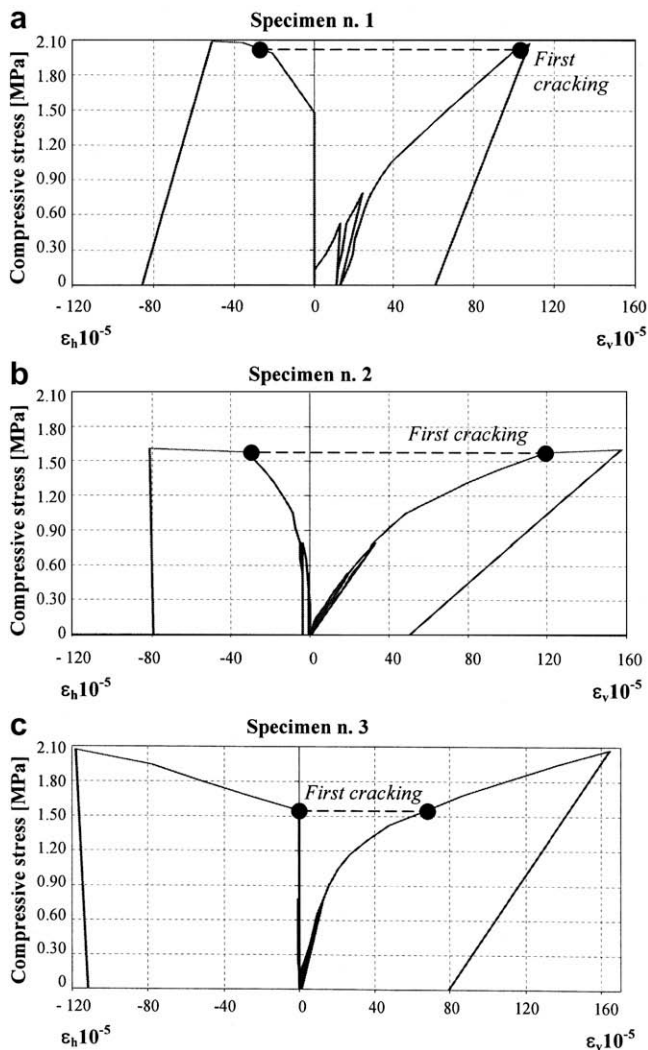 a
Specimen n. 1
Compressive stress [MPa]
2.10
1.80
1.50
1.20
0.90
0.60
0.30
0
First
cracking
-120 -80 -40 0 40 80 120 160
εh10-5 εv10-5
b
Specimen n. 2
Compressive stress [MPa]
2.10
1.80
1.50
1.20
0.90
0.60
0.30
0
First cracking
-120 -80 -40 0 40 80 120 160
εh10-5 εv10-5
c
Specimen n. 3
Compressive stress [MPa]
2.10
1.80
1.50
1.20
0.90
0.60
0.30
0
First cracking
-120 -80 -40 0 40 80 120 160
εh10-5 εv10-5